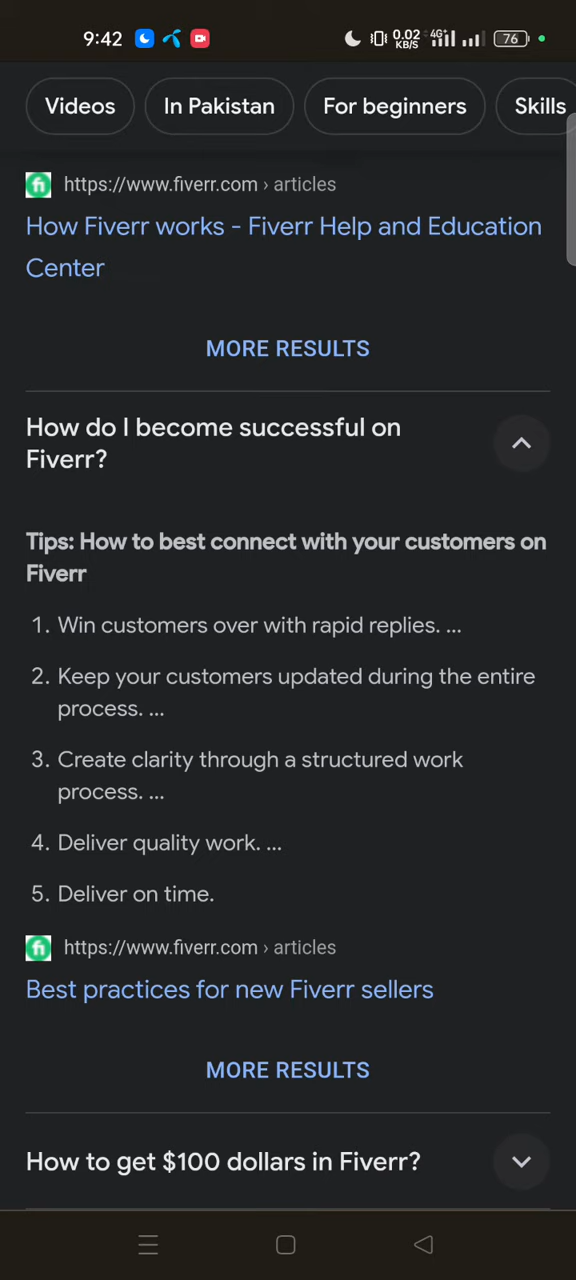 9:42 0.02 KB/S 4G+ 76
Videos In Pakistan For beginners Skills
fi https://www.fiverr.com › articles
How Fiverr works - Fiverr Help and Education
Center
MORE RESULTS
How do I become successful on
Fiverr?
Tips: How to best connect with your customers on
Fiverr
1. Win customers over with rapid replies. ...
2. Keep your customers updated during the entire
process. ...
3. Create clarity through a structured work
process. ...
4. Deliver quality work. ...
5. Deliver on time.
fi https://www.fiverr.com › articles
Best practices for new Fiverr sellers
MORE RESULTS
How to get $100 dollars in Fiverr?